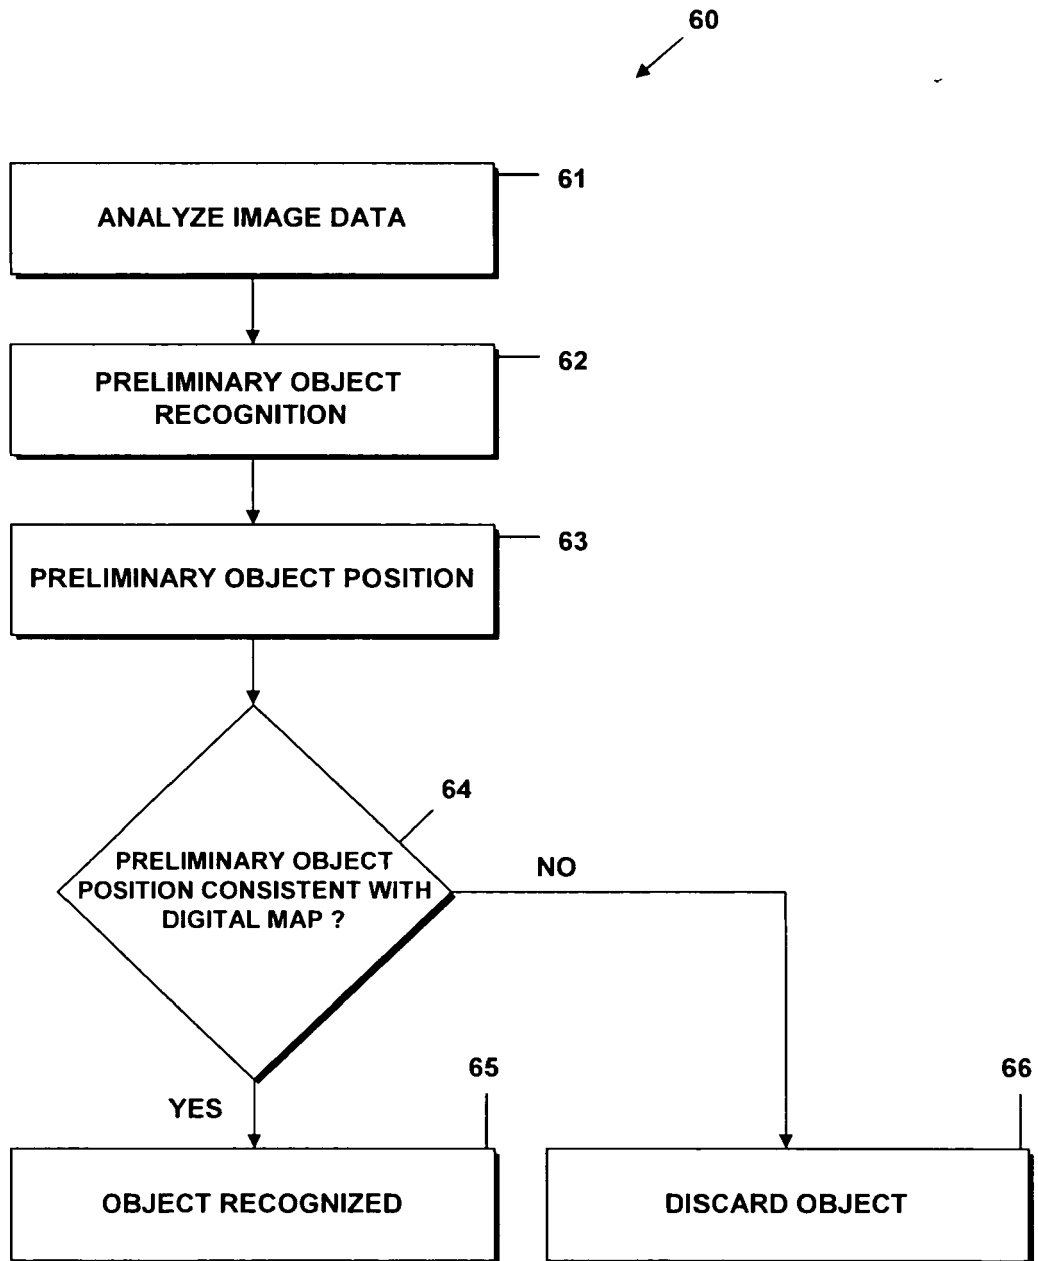 60
ANALYZE IMAGE DATA
61
PRELIMINARY OBJECT
RECOGNITION
62
PRELIMINARY OBJECT POSITION
63
64
PRELIMINARY OBJECT
POSITION CONSISTENT WITH
DIGITAL MAP ?
NO
YES
65
66
OBJECT RECOGNIZED
DISCARD OBJECT